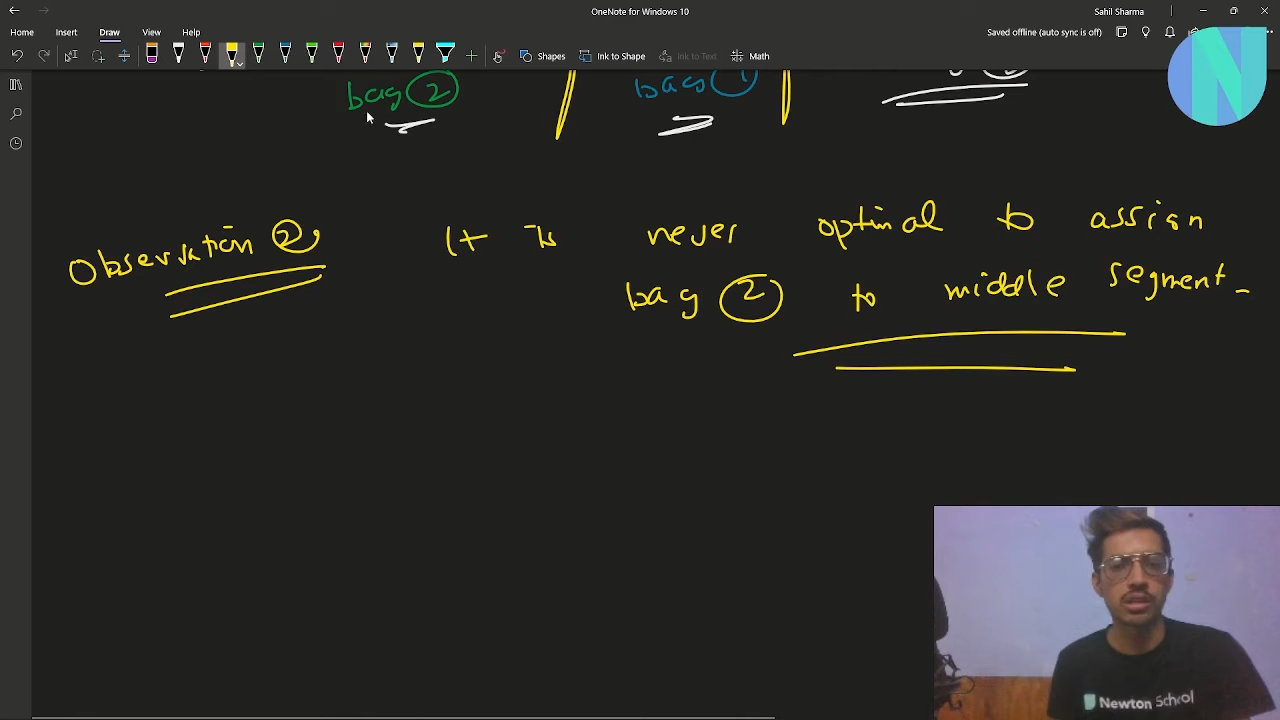 OneNote for Windows 10
Sahil Sharma
Home Insert Draw View Help
Saved offline (auto sync is off)
Shapes Ink to Shape Ink to Text Math
bag 2
bag 1
Observation 2
It is never optimal to assign
bag 2 to middle segment
Newton School